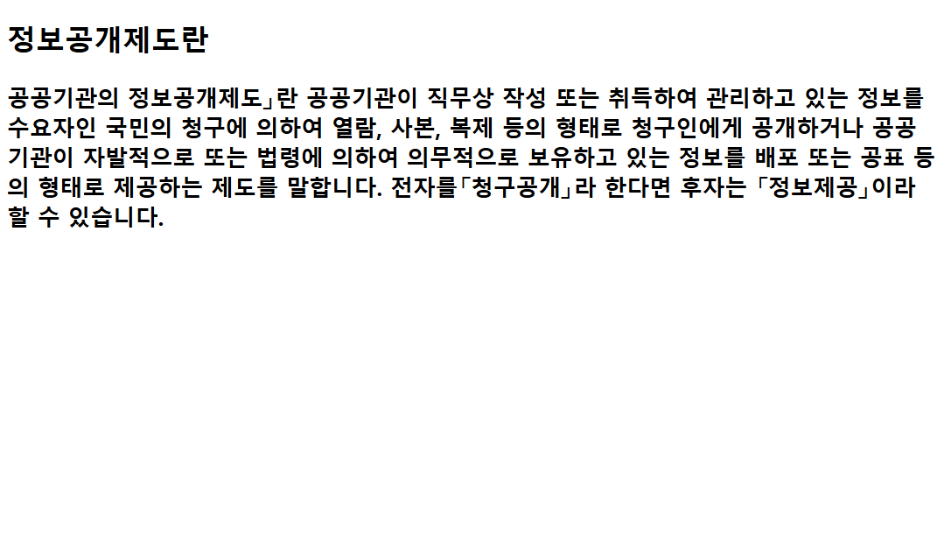 정보공개제도란
공공기관의 정보공개제도」란 공공기관이 직무상 작성 또는 취득하여 관리하고 있는 정보를
수요자인 국민의 청구에 의하여 열람, 사본, 복제 등의 형태로 청구인에게 공개하거나 공공
기관이 자발적으로 또는 법령에 의하여 의무적으로 보유하고 있는 정보를 배포 또는 공표 등
의 형태로 제공하는 제도를 말합니다. 전자를「청구공개」라 한다면 후자는 「정보제공」이라
할 수 있습니다.